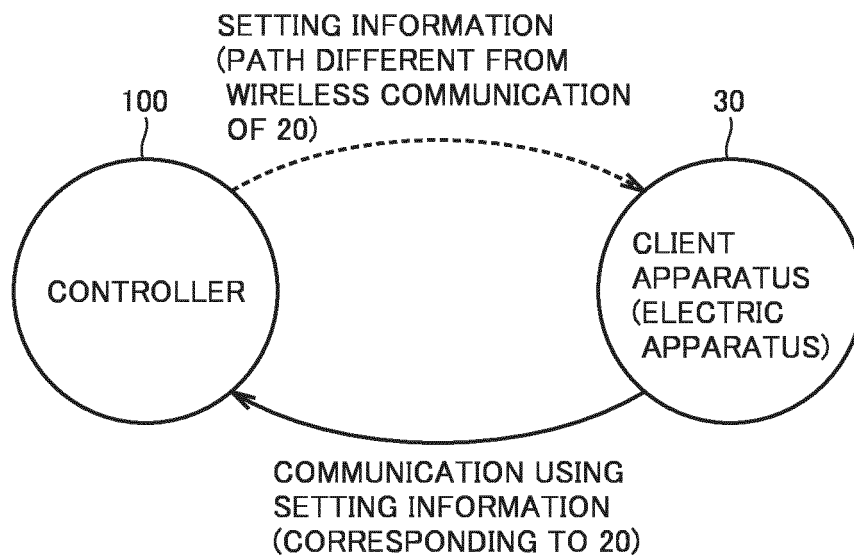 SETTING INFORMATION
(PATH DIFFERENT FROM
WIRELESS COMMUNICATION
OF 20)
100
30
CONTROLLER
CLIENT
APPARATUS
(ELECTRIC
APPARATUS)
COMMUNICATION USING
SETTING INFORMATION
(CORRESPONDING TO 20)